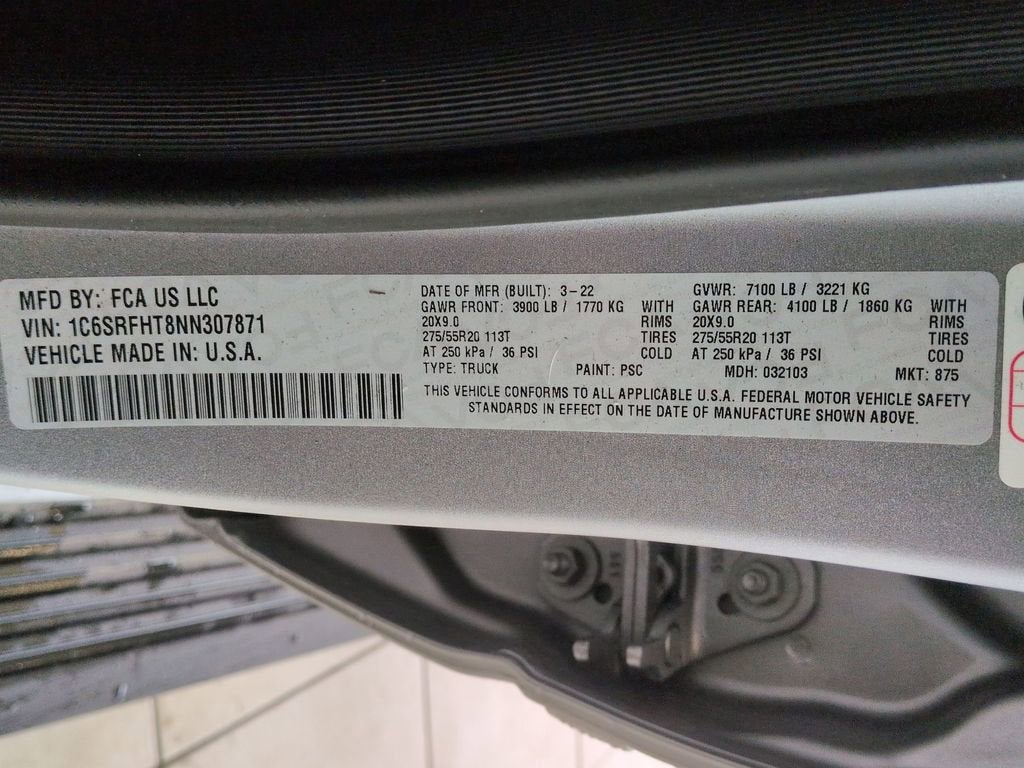 MFD BY: FCA US LLC
VIN: 1C6SRFHT8NN307871
VEHICLE MADE IN: U.S.A.
DATE OF MFR (BUILT): 3-22
GAWR FRONT: 3900 LB / 1770 KG WITH
20X9.0 RIMS
275/55R20 113T TIRES
AT 250 kPa / 36 PSI COLD
GVWR: 7100 LB / 3221 KG
GAWR REAR: 4100 LB / 1860 KG WITH
20X9.0 RIMS
275/55R20 113T TIRES
AT 250 kPa / 36 PSI COLD
TYPE: TRUCK PAINT: PSC MDH: 032103 MKT: 875
THIS VEHICLE CONFORMS TO ALL APPLICABLE U.S.A. FEDERAL MOTOR VEHICLE SAFETY
STANDARDS IN EFFECT ON THE DATE OF MANUFACTURE SHOWN ABOVE.